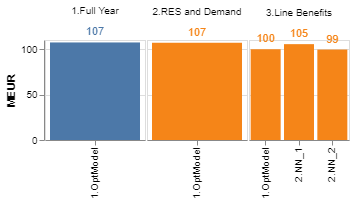 1.Full Year
2.RES and Demand
3.Line Benefits
107
107
100
105
99
MEUR
100
50
0
1.OptModel
1.OptModel
1.OptModel
2.NN_1
2.NN_2